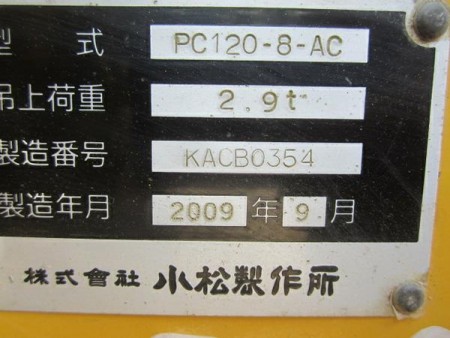 型 式 PC120-8-AC
吊上荷重 2.9t
製造番号 KACB0354
製造年月 2009 年 9 月
株式會社 小松製作所